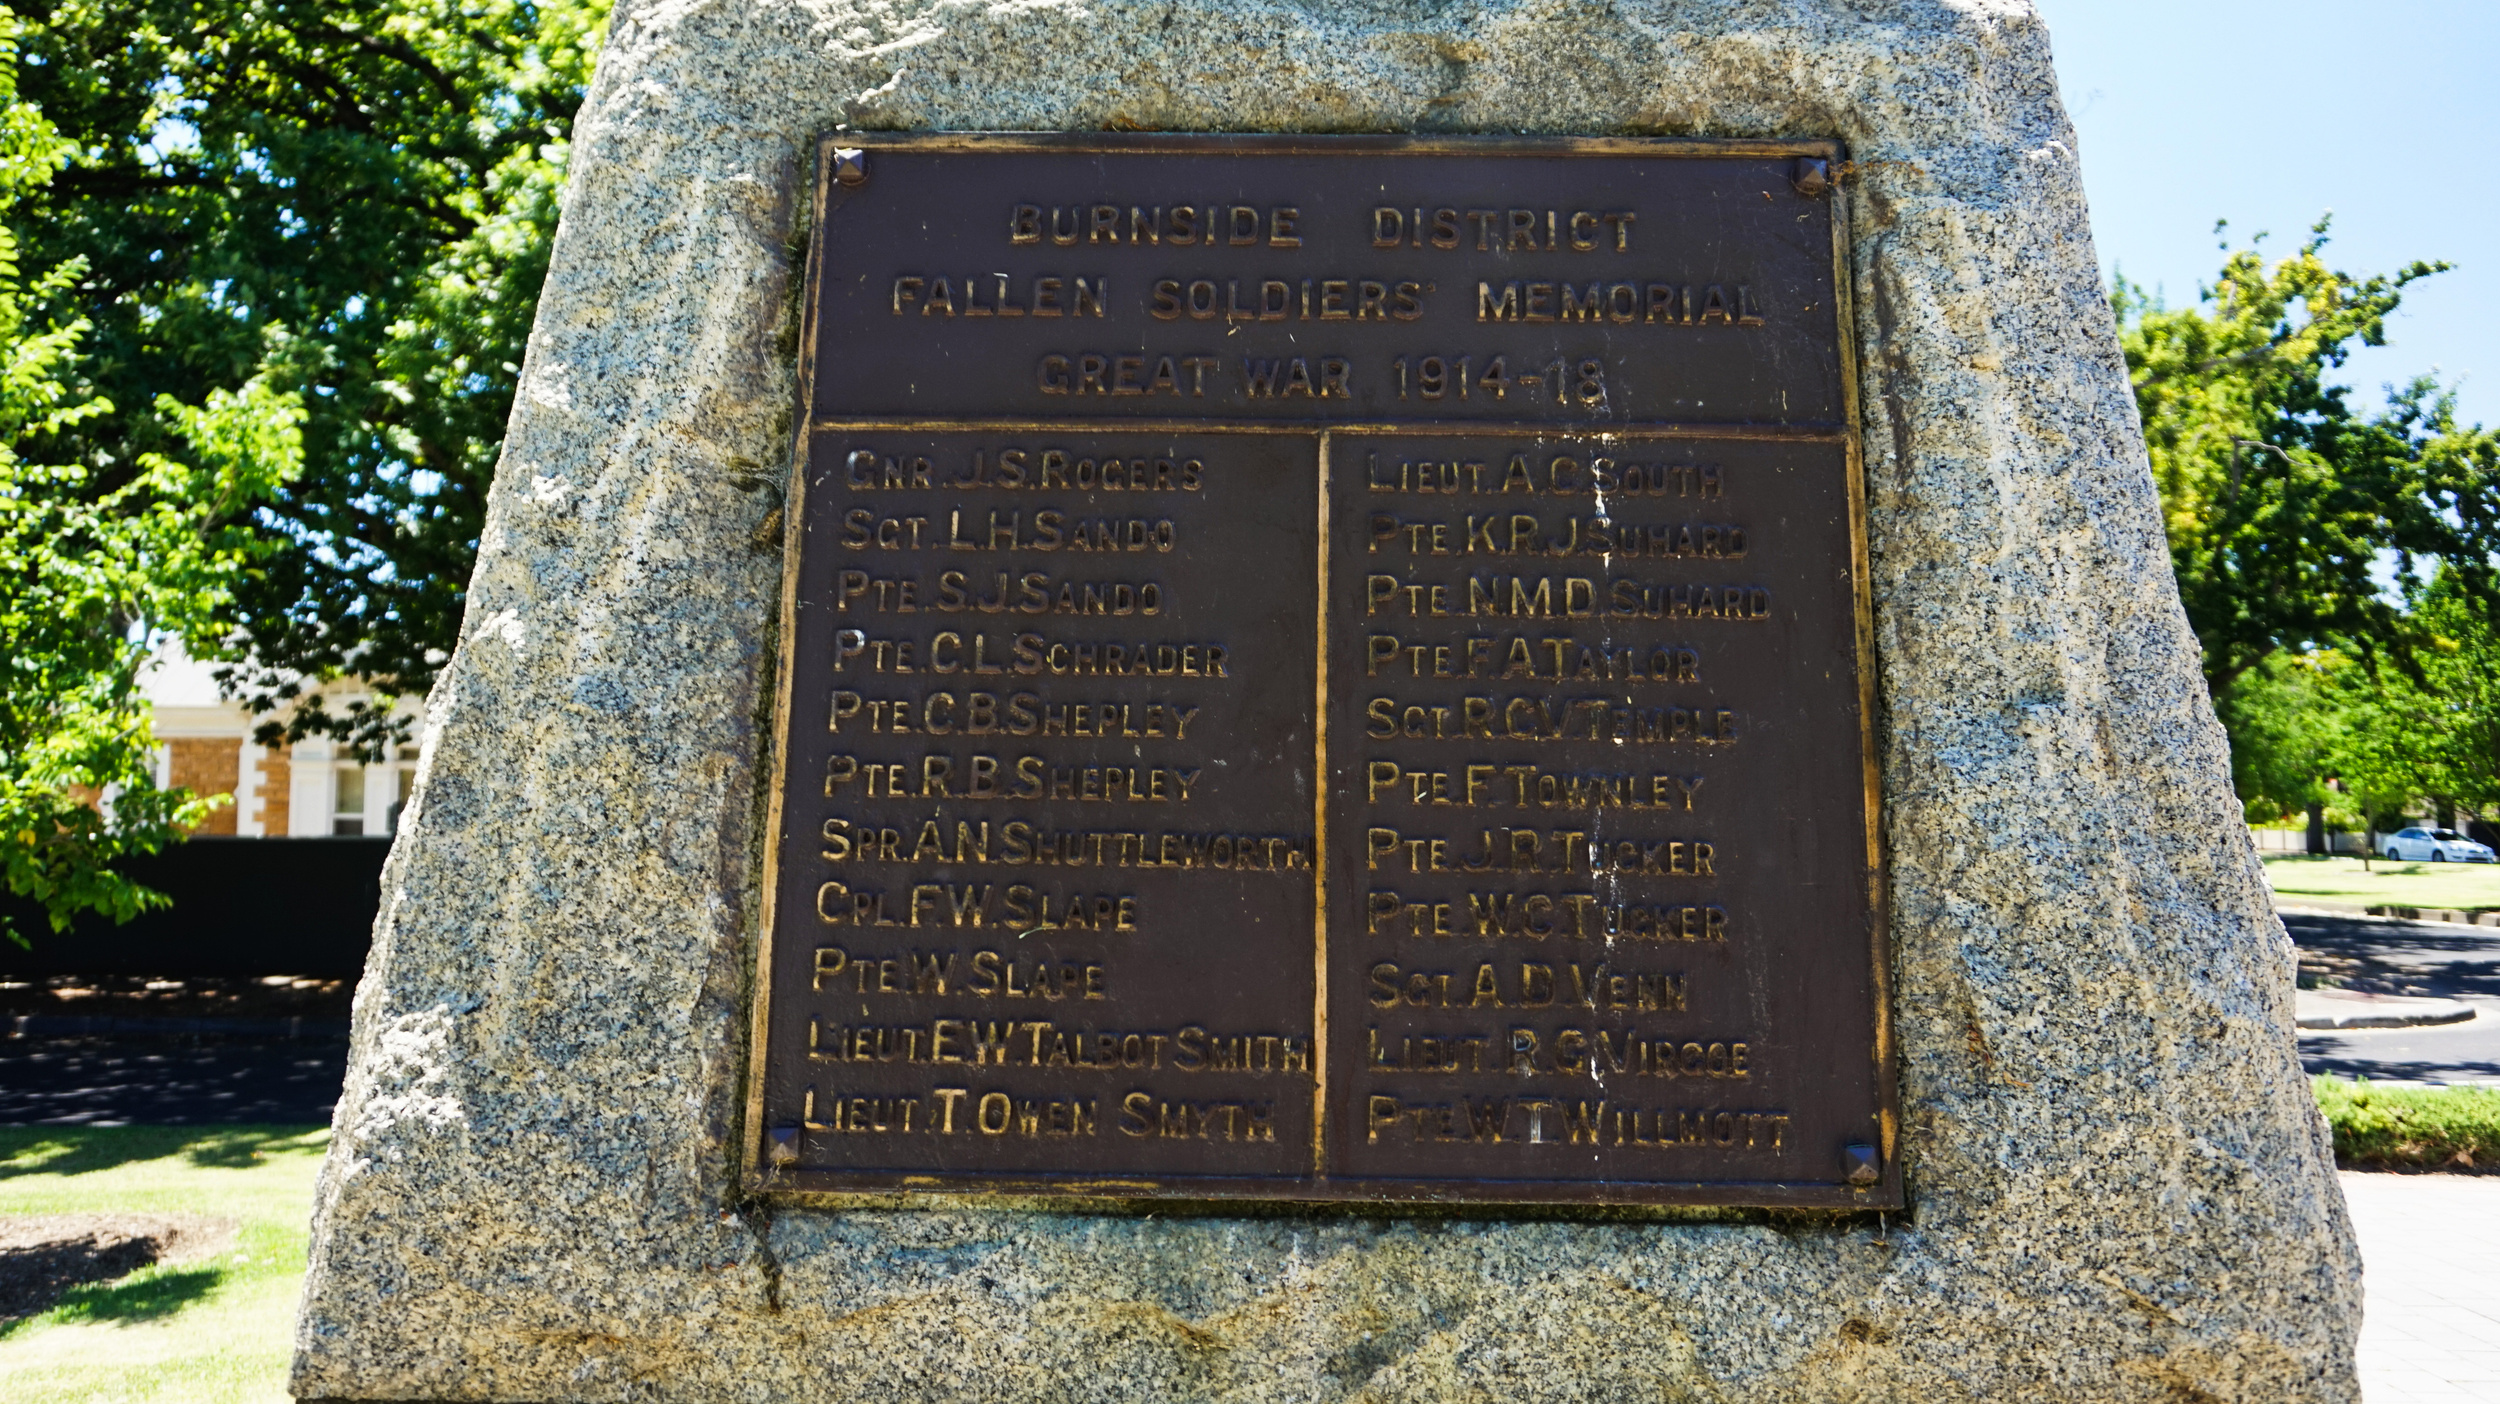 BURNSIDE DISTRICT
FALLEN SOLDIERS' MEMORIAL
GREAT WAR 1914-18
GNR. J.S. ROGERS
SGT. L.H. SANDO
PTE. S.J. SANDO
PTE. C.L. SCHRADER
PTE. C.B. SHEPLEY
PTE. R.B. SHEPLEY
SPR. A.N. SHUTTLEWORTH
CPL. F.W. SLAPE
PTE. W. SLAPE
LIEUT. E.W. TALBOT SMITH
LIEUT. T. OWEN SMYTH
LIEUT. A.C. SOUTH
PTE. K.R.J. SUHARD
PTE. N.M.D. SUHARD
PTE. F.A. TAYLOR
SGT. R.C.V. TEMPLE
PTE. F. TOWNLEY
PTE. J.R. TUCKER
PTE. W.C. TUCKER
SGT. A.D. VENN
LIEUT. R.G. VIRGOE
PTE. W.T. WILLMOTT